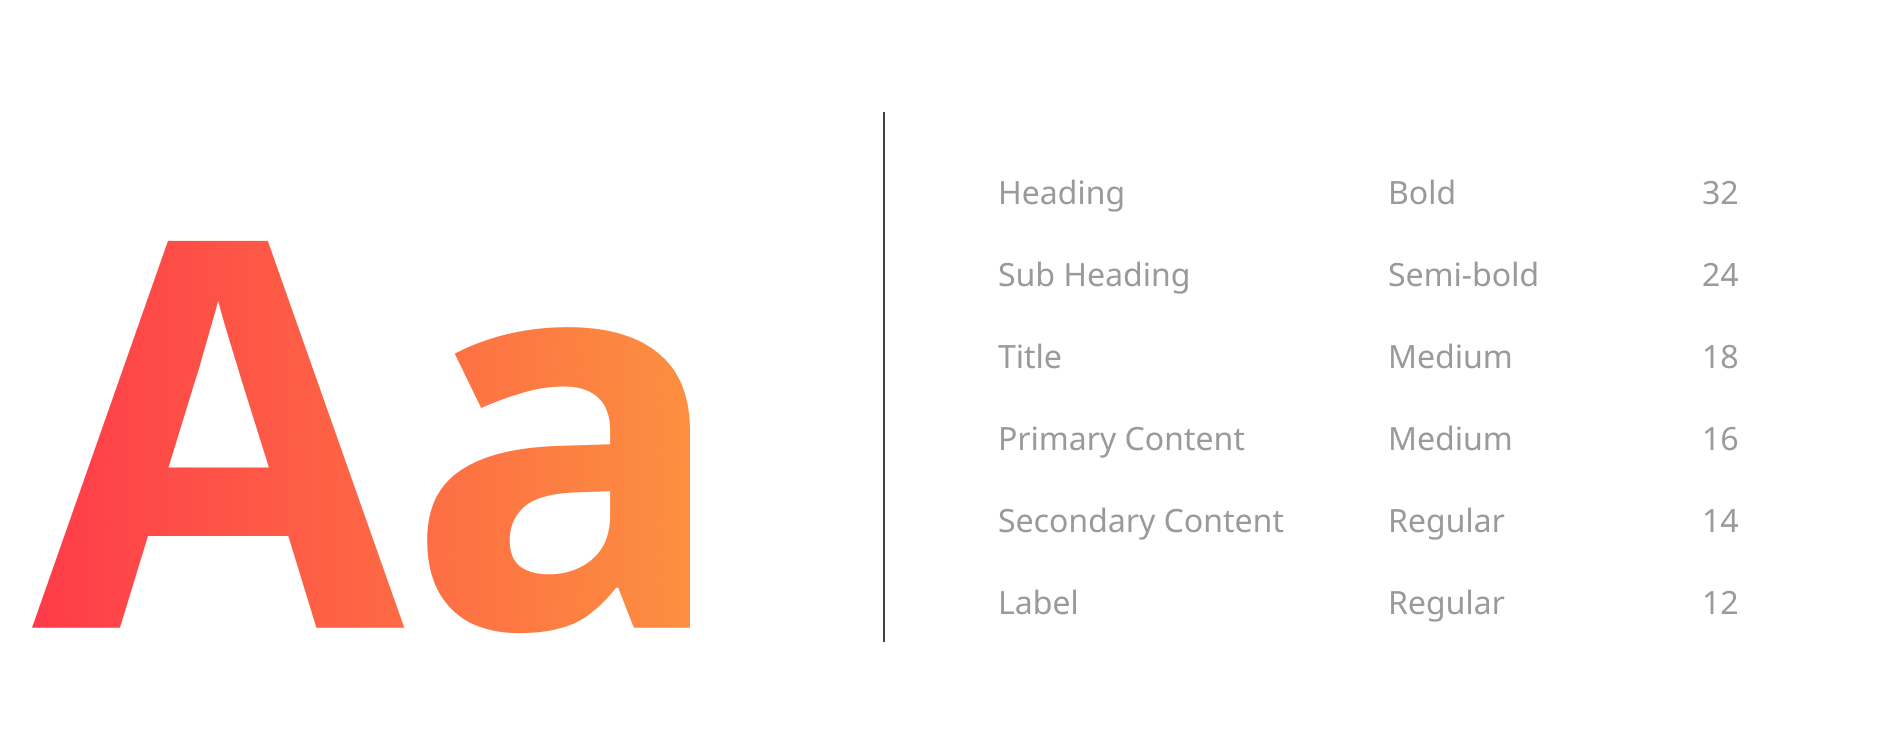 Aa
Heading Bold 32
Sub Heading Semi-bold 24
Title Medium 18
Primary Content Medium 16
Secondary Content Regular 14
Label Regular 12